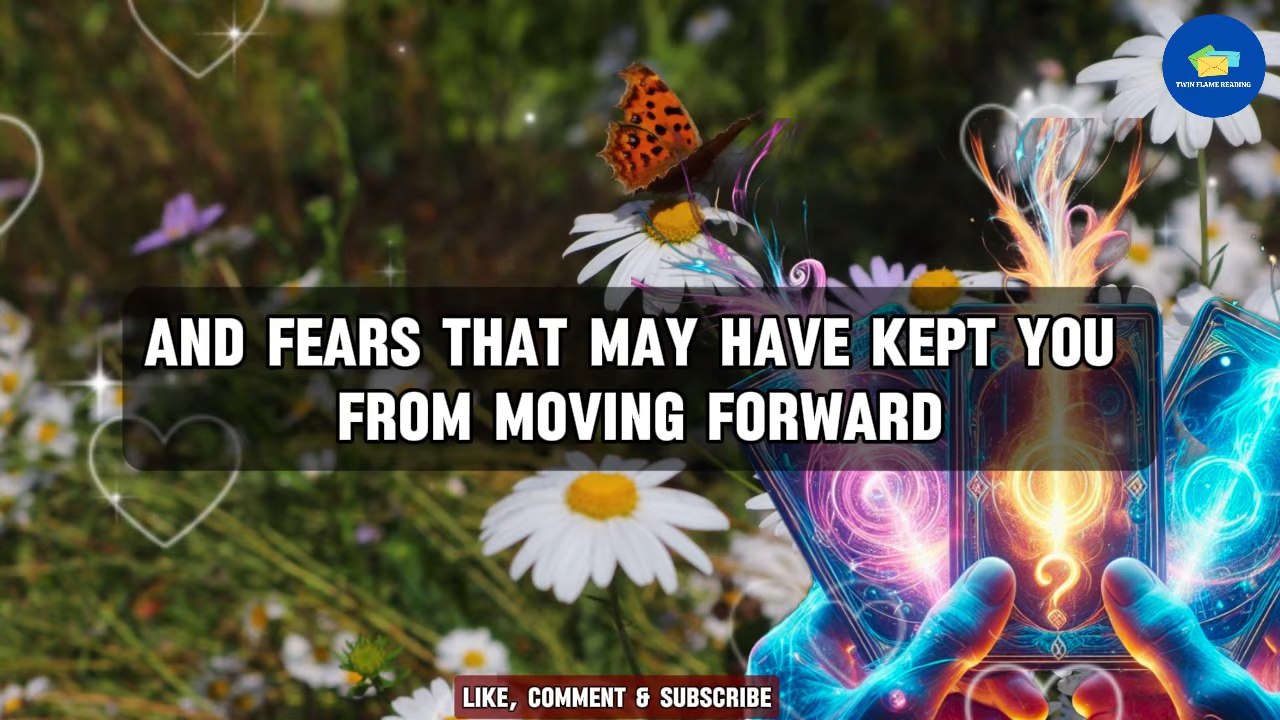 TWIN FLAME READING
AND FEARS THAT MAY HAVE KEPT YOU
FROM MOVING FORWARD
?
LIKE, COMMENT & SUBSCRIBE